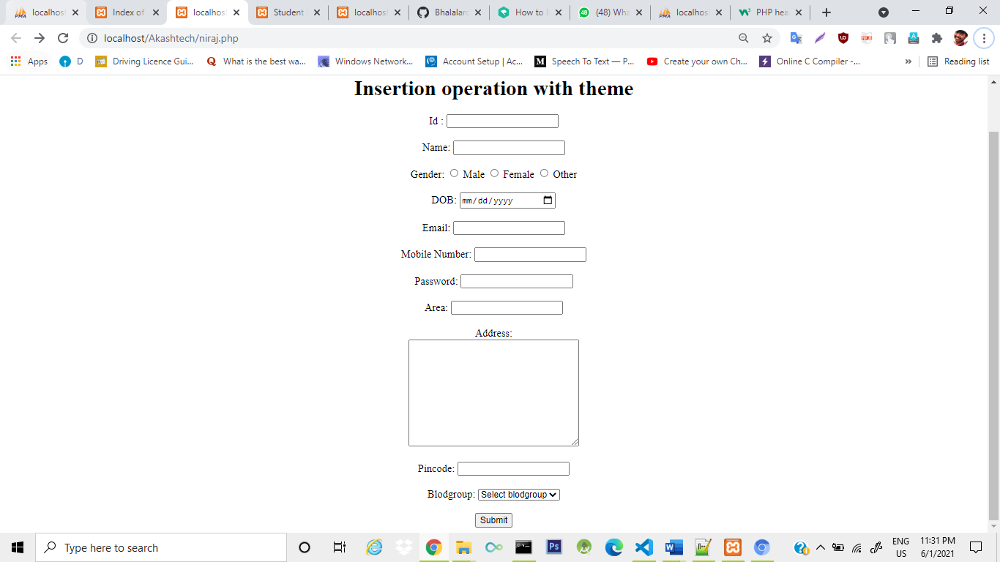 localhost
Index of
localhost
Student
localhost
Bhalalar
How to
(48) Wha
localhost
PHP hea
localhost/Akashtech/niraj.php
Apps
D
Driving Licence Gui...
What is the best wa...
Windows Network...
Account Setup | Ac...
Speech To Text — P...
Create your own Ch...
Online C Compiler -...
»
Reading list
Insertion operation with theme
Id :
Name:
Gender: Male Female Other
DOB: mm/dd/yyyy
Email:
Mobile Number:
Password:
Area:
Address:
Pincode:
Blodgroup: Select blodgroup
Submit
Type here to search
ENG
US
11:31 PM
6/1/2021